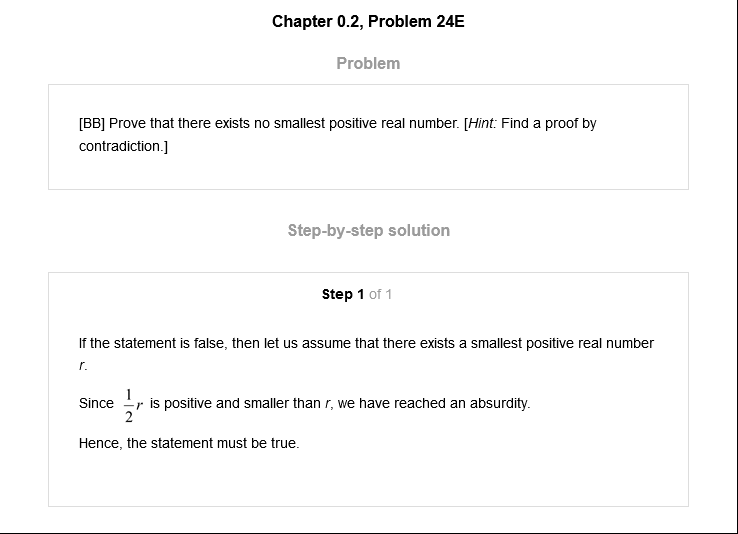 Chapter 0.2, Problem 24E
Problem
[BB] Prove that there exists no smallest positive real number. [Hint: Find a proof by
contradiction.]
Step-by-step solution
Step 1 of 1
If the statement is false, then let us assume that there exists a smallest positive real number
r.
Since 1/2 r is positive and smaller than r, we have reached an absurdity.
Hence, the statement must be true.